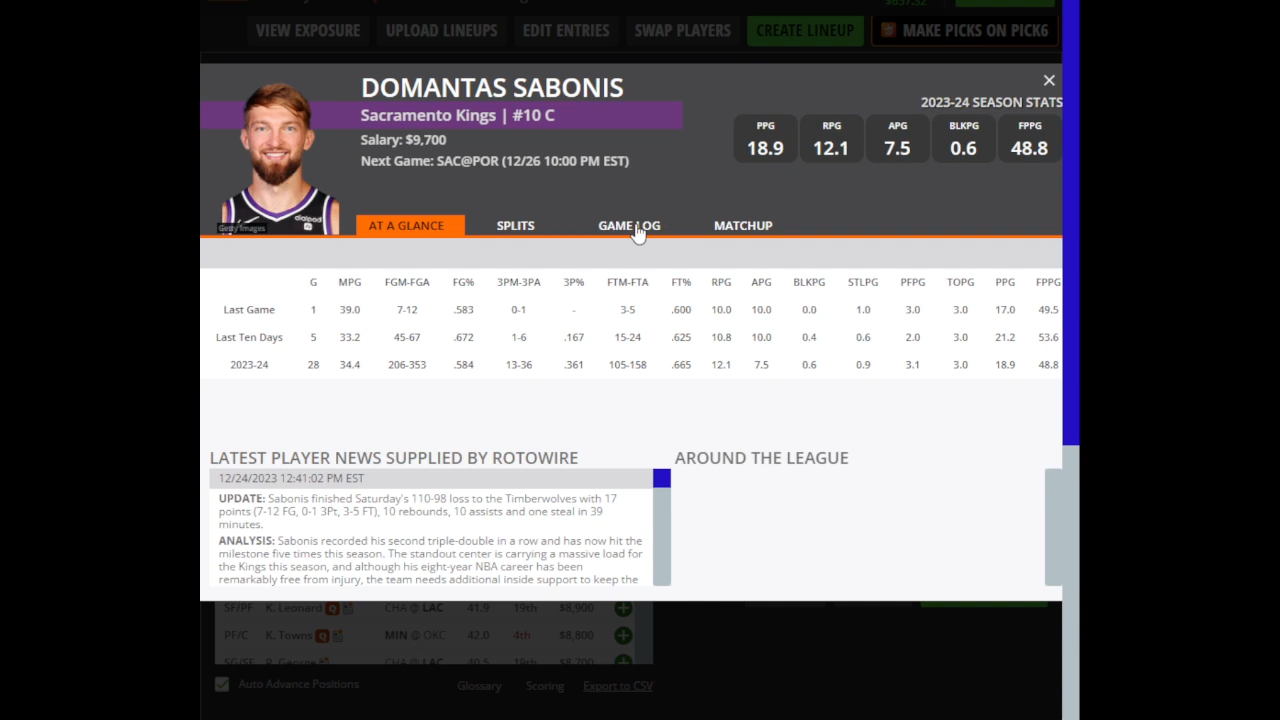 $637.32
VIEW EXPOSURE UPLOAD LINEUPS EDIT ENTRIES SWAP PLAYERS CREATE LINEUP MAKE PICKS ON PICK6
DOMANTAS SABONIS
Sacramento Kings | #10 C
Salary: $9,700
Next Game: SAC@POR (12/26 10:00 PM EST)
2023-24 SEASON STATS
PPG RPG APG BLKPG FPPG
18.9 12.1 7.5 0.6 48.8
dialpad
Getty Images
AT A GLANCE SPLITS GAME LOG MATCHUP
G MPG FGM-FGA FG% 3PM-3PA 3P% FTM-FTA FT% RPG APG BLKPG STLPG PFPG TOPG PPG FPPG
Last Game 1 39.0 7-12 .583 0-1 - 3-5 .600 10.0 10.0 0.0 1.0 3.0 3.0 17.0 49.5
Last Ten Days 5 33.2 45-67 .672 1-6 .167 15-24 .625 10.8 10.0 0.4 0.6 2.0 3.0 21.2 53.6
2023-24 28 34.4 206-353 .584 13-36 .361 105-158 .665 12.1 7.5 0.6 0.9 3.1 3.0 18.9 48.8
LATEST PLAYER NEWS SUPPLIED BY ROTOWIRE
12/24/2023 12:41:02 PM EST
UPDATE: Sabonis finished Saturday's 110-98 loss to the Timberwolves with 17
points (7-12 FG, 0-1 3Pt, 3-5 FT), 10 rebounds, 10 assists and one steal in 39
minutes.
ANALYSIS: Sabonis recorded his second triple-double in a row and has now hit the
milestone five times this season. The standout center is carrying a massive load for
the Kings this season, and although his eight-year NBA career has been
remarkably free from injury, the team needs additional inside support to keep the
AROUND THE LEAGUE
SF/PF K. Leonard Q CHA @ LAC 41.9 19th $8,900
PF/C K. Towns Q MIN @ OKC 42.0 4th $8,800
SG/SF P. George CHA @ LAC 40.5 19th $8,700
Auto Advance Positions Glossary Scoring Export to CSV